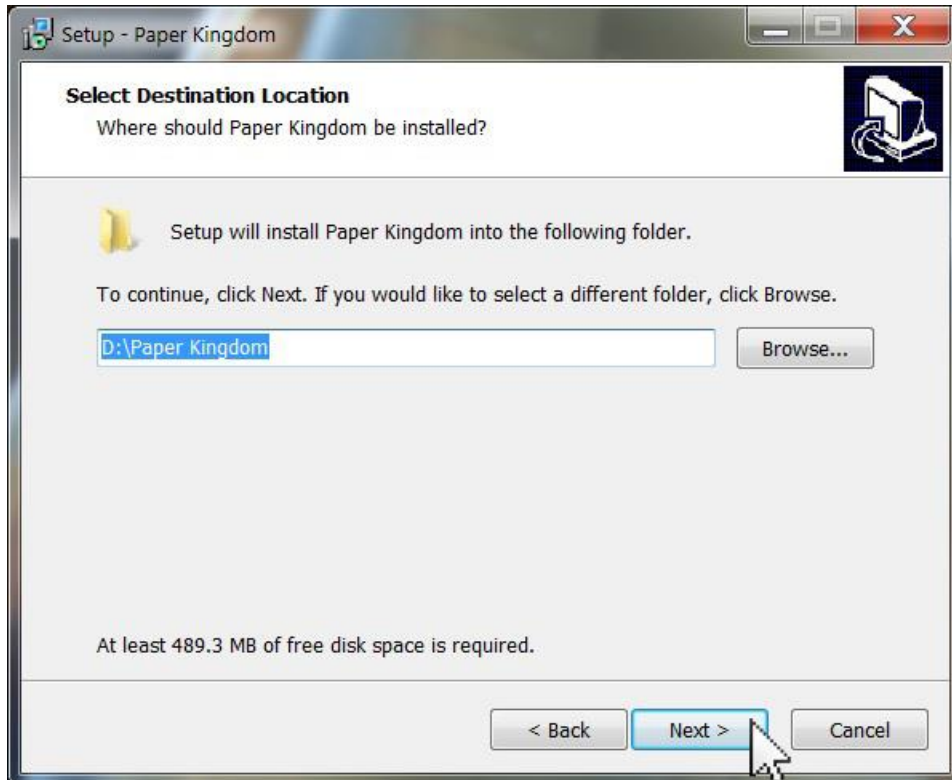 Setup - Paper Kingdom
Select Destination Location
Where should Paper Kingdom be installed?
Setup will install Paper Kingdom into the following folder.
To continue, click Next. If you would like to select a different folder, click Browse.
D:\Paper Kingdom
Browse...
At least 489.3 MB of free disk space is required.
< Back
Next >
Cancel